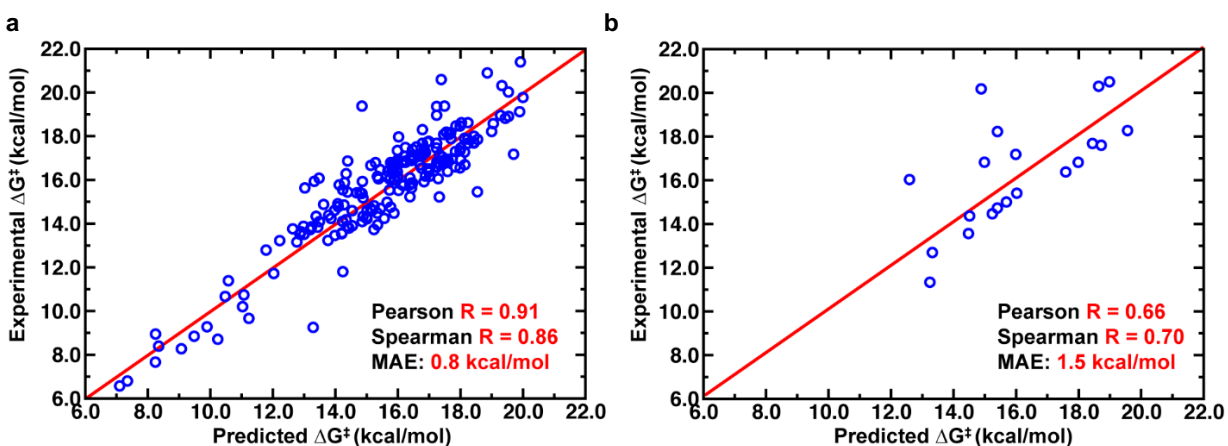 a
22.0
20.0
18.0
16.0
14.0
12.0
10.0
8.0
6.0
Experimental ΔG‡ (kcal/mol)
Pearson R = 0.91
Spearman R = 0.86
MAE: 0.8 kcal/mol
6.0 8.0 10.0 12.0 14.0 16.0 18.0 20.0 22.0
Predicted ΔG‡ (kcal/mol)
b
22.0
20.0
18.0
16.0
14.0
12.0
10.0
8.0
6.0
Experimental ΔG‡ (kcal/mol)
Pearson R = 0.66
Spearman R = 0.70
MAE: 1.5 kcal/mol
6.0 8.0 10.0 12.0 14.0 16.0 18.0 20.0 22.0
Predicted ΔG‡ (kcal/mol)